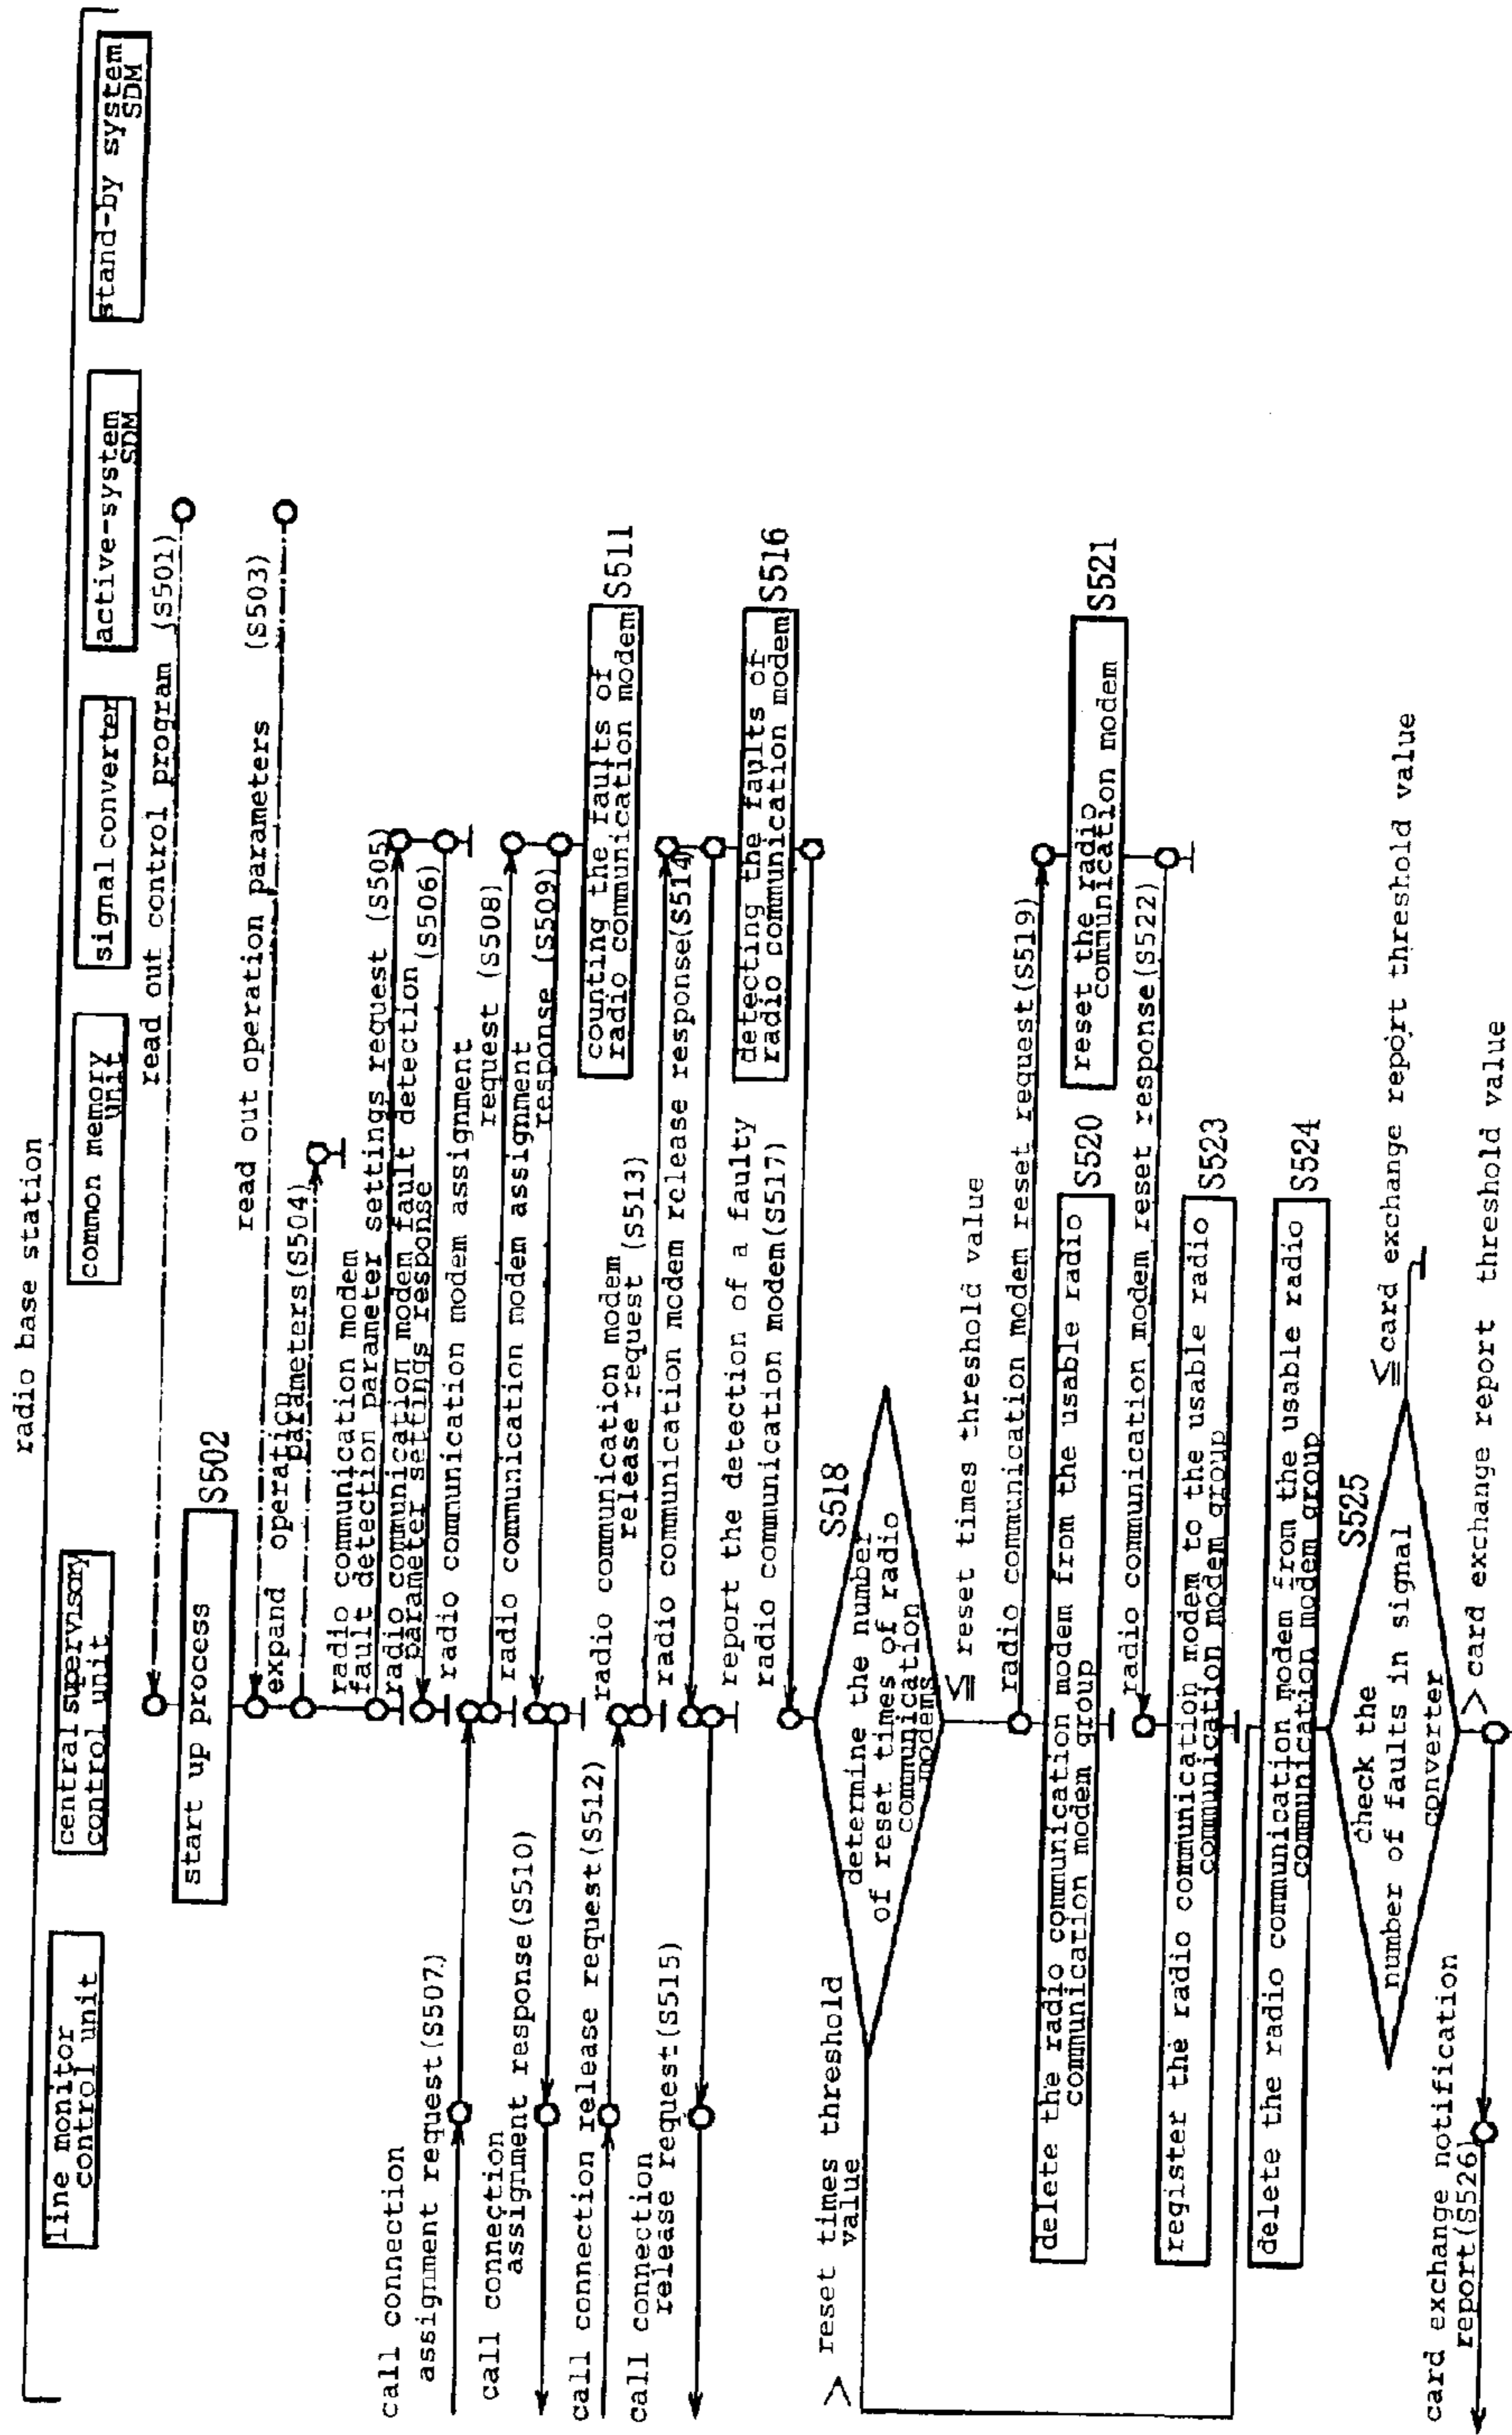 radio base station
line monitor
control unit
central supervisory
control unit
common memory
unit
signal converter
active-system
SDM
stand-by system
SDM
read out control program (S501)
start up process
S502
read out operation parameters (S503)
expand operation
parameters(S504)
radio communication modem
fault detection parameter settings request (S505)
radio communication modem fault detection
parameter settings response (S506)
call connection
assignment request(S507)
radio communication modem assignment
request (S508)
radio communication modem assignment
response (S509)
call connection
assignment response(S510)
counting the faults of
radio communication modem
S511
call connection release request(S512)
radio communication modem
release request (S513)
radio communication modem release response(S514)
call connection
release request(S515)
detecting the faults of
radio communication modem
S516
report the detection of a faulty
radio communication modem(S517)
S518
determine the number
of reset times of radio
communication
modems
> reset times threshold
value
≦ reset times threshold value
radio communication modem reset request(S519)
delete the radio communication modem from the usable radio
communication modem group
S520
reset the radio
communication modem
S521
radio communication modem reset response(S522)
register the radio communication modem to the usable radio
communication modem group
S523
delete the radio communication modem from the usable radio
communication modem group
S524
S525
check the
number of faults in signal
converter
≦card exchange report threshold value
> card exchange report threshold value
card exchange notification
report(S526)